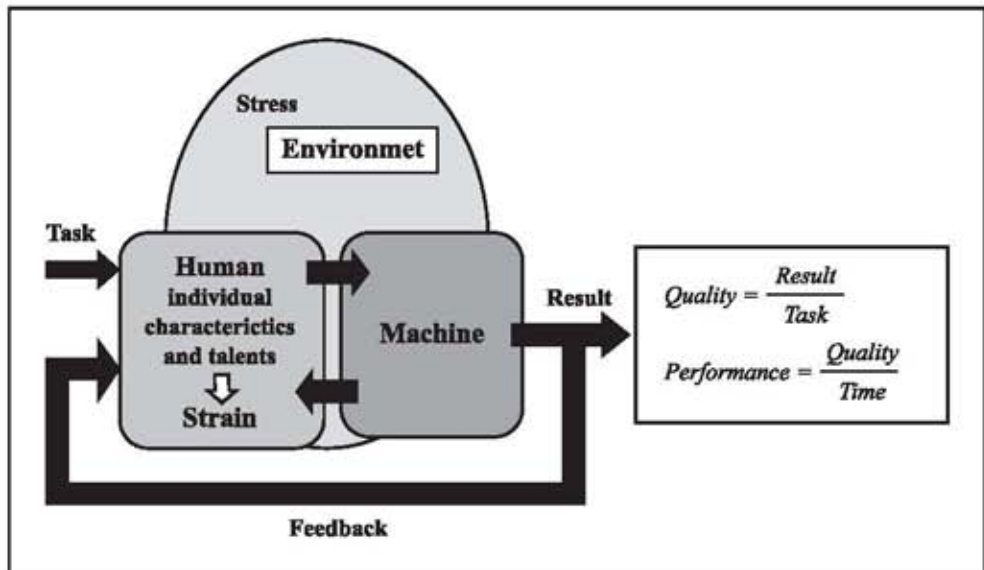 Stress
Environmet
Task
Human
individual
characterictics
and talents
Strain
Machine
Result
Quality = Result / Task
Performance = Quality / Time
Feedback